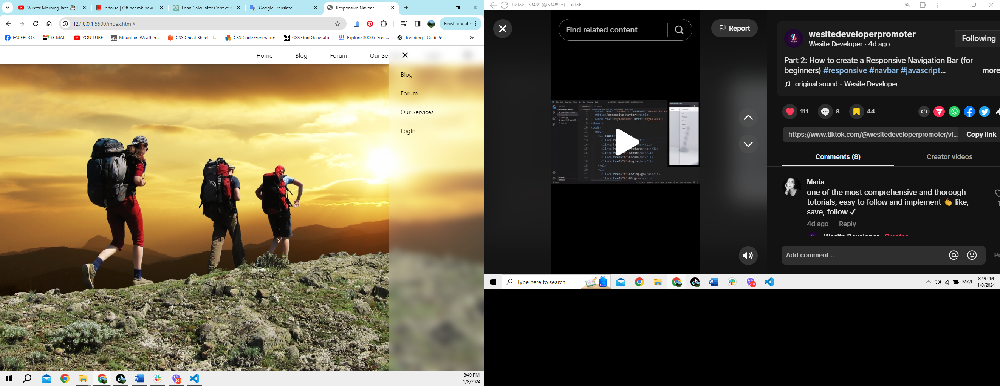 Winter Morning Jazz
bitwise | Off.net.mk речн
Loan Calculator Correctio
Google Translate
Responsive Navbar
127.0.0.1:5500/index.html#
Finish update
FACEBOOK
G-MAIL
YOU TUBE
Mountain Weather...
CSS Cheat Sheet - I...
CSS Code Generators
CSS Grid Generator
Explore 3000+ Free...
Trending - CodePen
Home
Blog
Forum
Our Ser
Blog
Forum
Our Services
LogIn
201
8:49 PM
1/8/2024
TikTok - 53489 (@53489vs) | TikTok
Find related content
Report
7 <title>Responsive Navbar</title>
8 <link rel="stylesheet" href="style.css">
9 </head>
10 <body>
11 <nav>
12 <ul class=
13 <li><a h
14 <li><a h /a></li>
15 <li><a h roducts</a></li>
16 <li><a h About</a></li>
17 <li><a href="#">Forum</a></li>
18 <li><a href="#">Login</a></li>
19 </ul>
20 <ul>
21 <li><a href="#">Coding2go</a></li>
22 <li><a href="#">Blog</a></li>
wesitedeveloperpromoter
Wesite Developer · 4d ago
Following
Part 2: How to create a Responsive Navigation Bar (for
beginners) #responsive #navbar #javascript...
more
original sound - Wesite Developer
111
8
44
https://www.tiktok.com/@wesitedeveloperpromoter/vi...
Copy link
Comments (8)
Creator videos
Maria
one of the most comprehensive and thorough
tutorials, easy to follow and implement 👏 like,
save, follow ✓
1
4d ago Reply
Add comment...
Type here to search
201
МКД
8:49 PM
1/8/2024